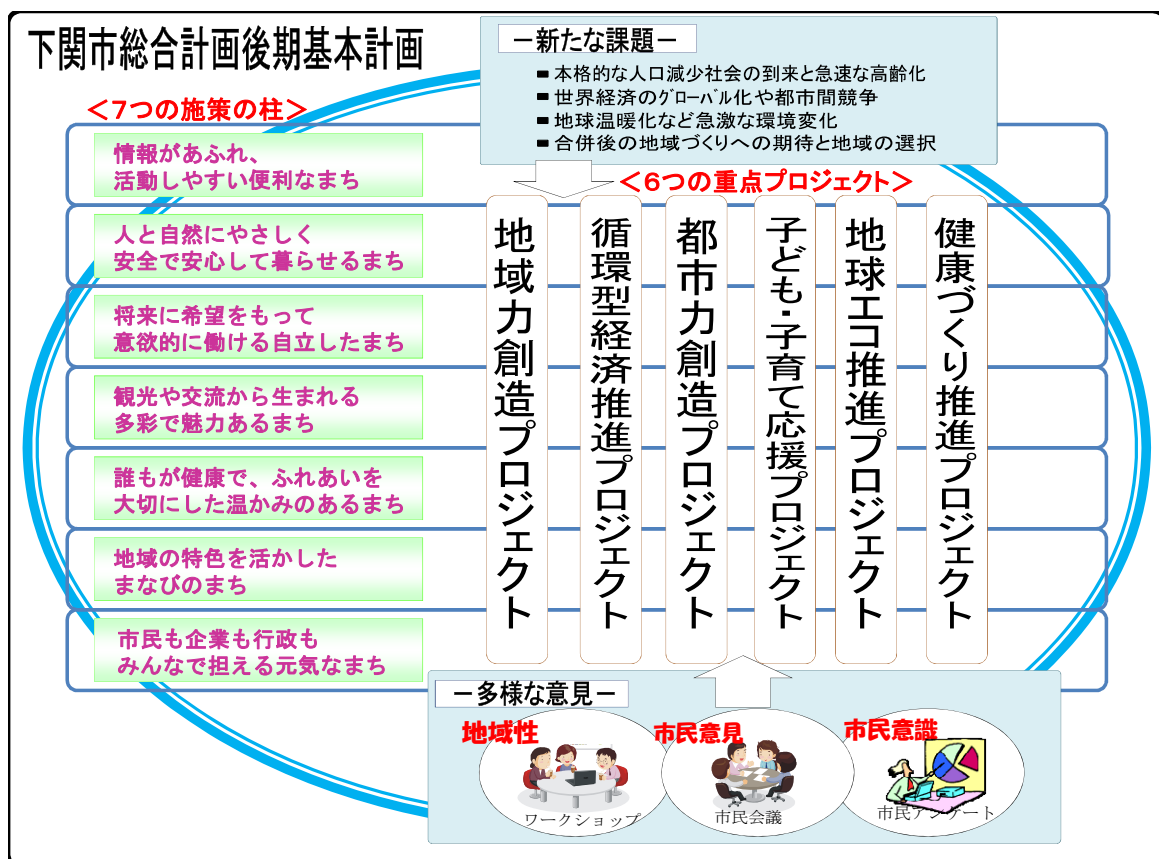 下関市総合計画後期基本計画
－新たな課題－
■ 本格的な人口減少社会の到来と急速な高齢化
■ 世界経済のグローバル化や都市間競争
■ 地球温暖化など急激な環境変化
■ 合併後の地域づくりへの期待と地域の選択
＜７つの施策の柱＞
情報があふれ、
活動しやすい便利なまち
人と自然にやさしく
安全で安心して暮らせるまち
将来に希望をもって
意欲的に働ける自立したまち
観光や交流から生まれる
多彩で魅力あるまち
誰もが健康で、ふれあいを
大切にした温かみのあるまち
地域の特色を活かした
まなびのまち
市民も企業も行政も
みんなで担える元気なまち
＜６つの重点プロジェクト＞
地域力創造プロジェクト
循環型経済推進プロジェクト
都市力創造プロジェクト
子ども・子育て応援プロジェクト
地球エコ推進プロジェクト
健康づくり推進プロジェクト
－多様な意見－
地域性
ワークショップ
市民意見
市民会議
市民意識
市民アンケート